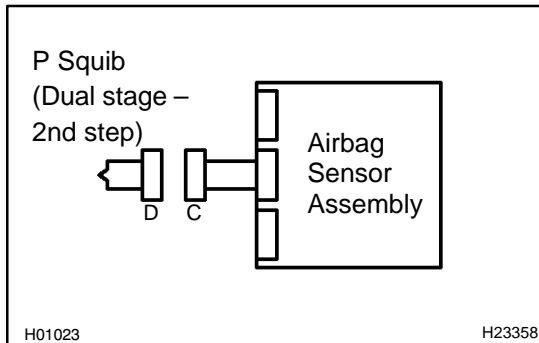 P Squib
(Dual stage –
2nd step)
Airbag
Sensor
Assembly
D C
H01023 H23358